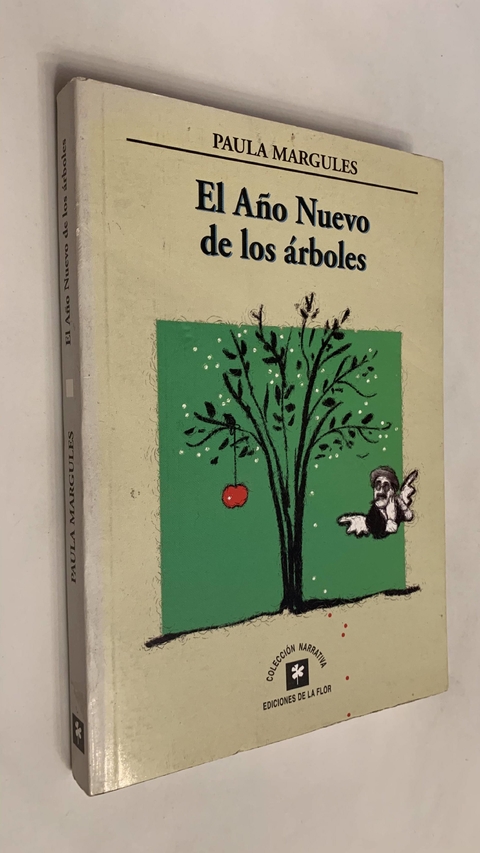 PAULA MARGULES
El Año Nuevo
de los árboles
COLECCIÓN NARRATIVA
EDICIONES DE LA FLOR
El Año Nuevo de los árboles
PAULA MARGULES